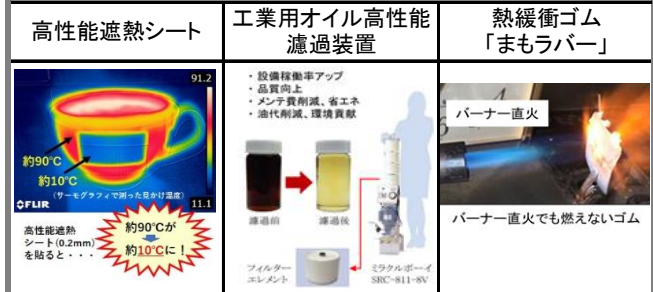 高性能遮熱シート
91.2
約90℃
約10℃
(サーモグラフィで測った見かけ温度)
FLIR
11.1
高性能遮熱
シート(0.2mm)
を貼ると・・・
約90℃が
約10℃に！
工業用オイル高性能
濾過装置
・設備稼働率アップ
・品質向上
・メンテ費削減、省エネ
・油代削減、環境貢献
濾過前
濾過後
フィルター
エレメント
ミラクルボーイ
SRC-811-8V
熱緩衝ゴム
「まもラバー」
バーナー直火
バーナー直火でも燃えないゴム